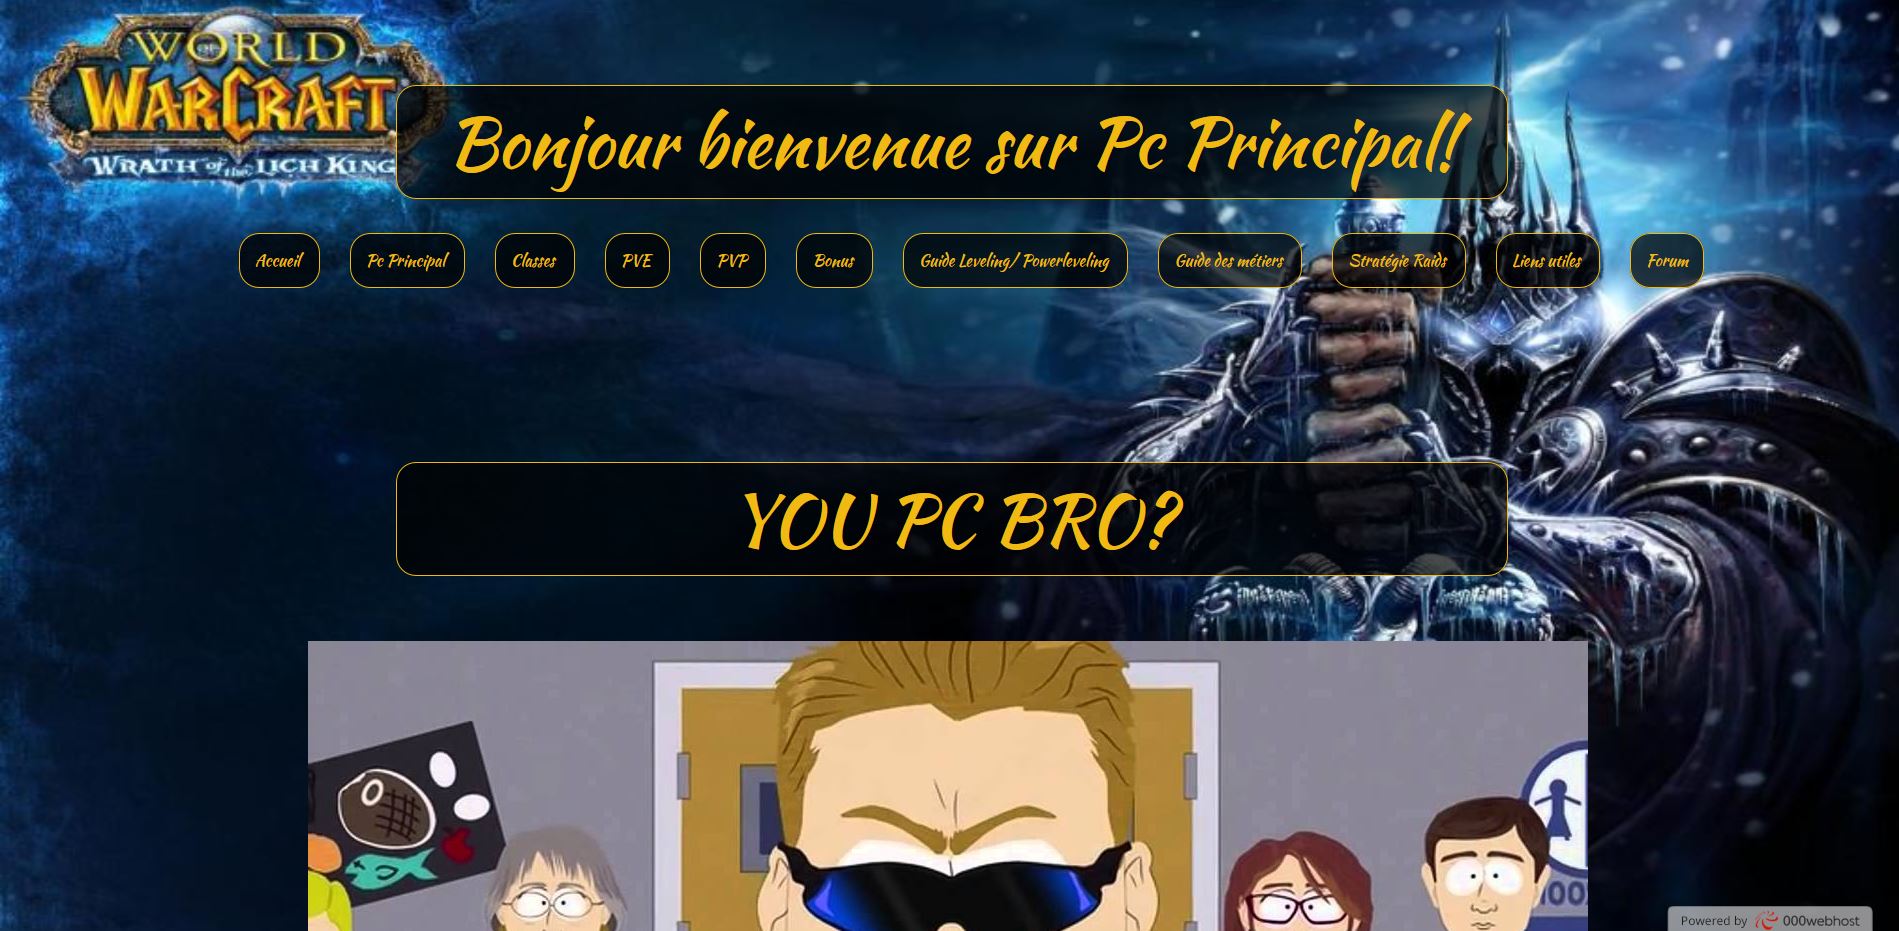 WORLD
OF
WARCRAFT
WRATH of the LICH KING
Bonjour bienvenue sur Pc Principal!
Accueil
Pc Principal
Classes
PVE
PVP
Bonus
Guide Leveling/ Powerleveling
Guide des métiers
Stratégie Raids
Liens utiles
Forum
YOU PC BRO?
100
Powered by 000webhost